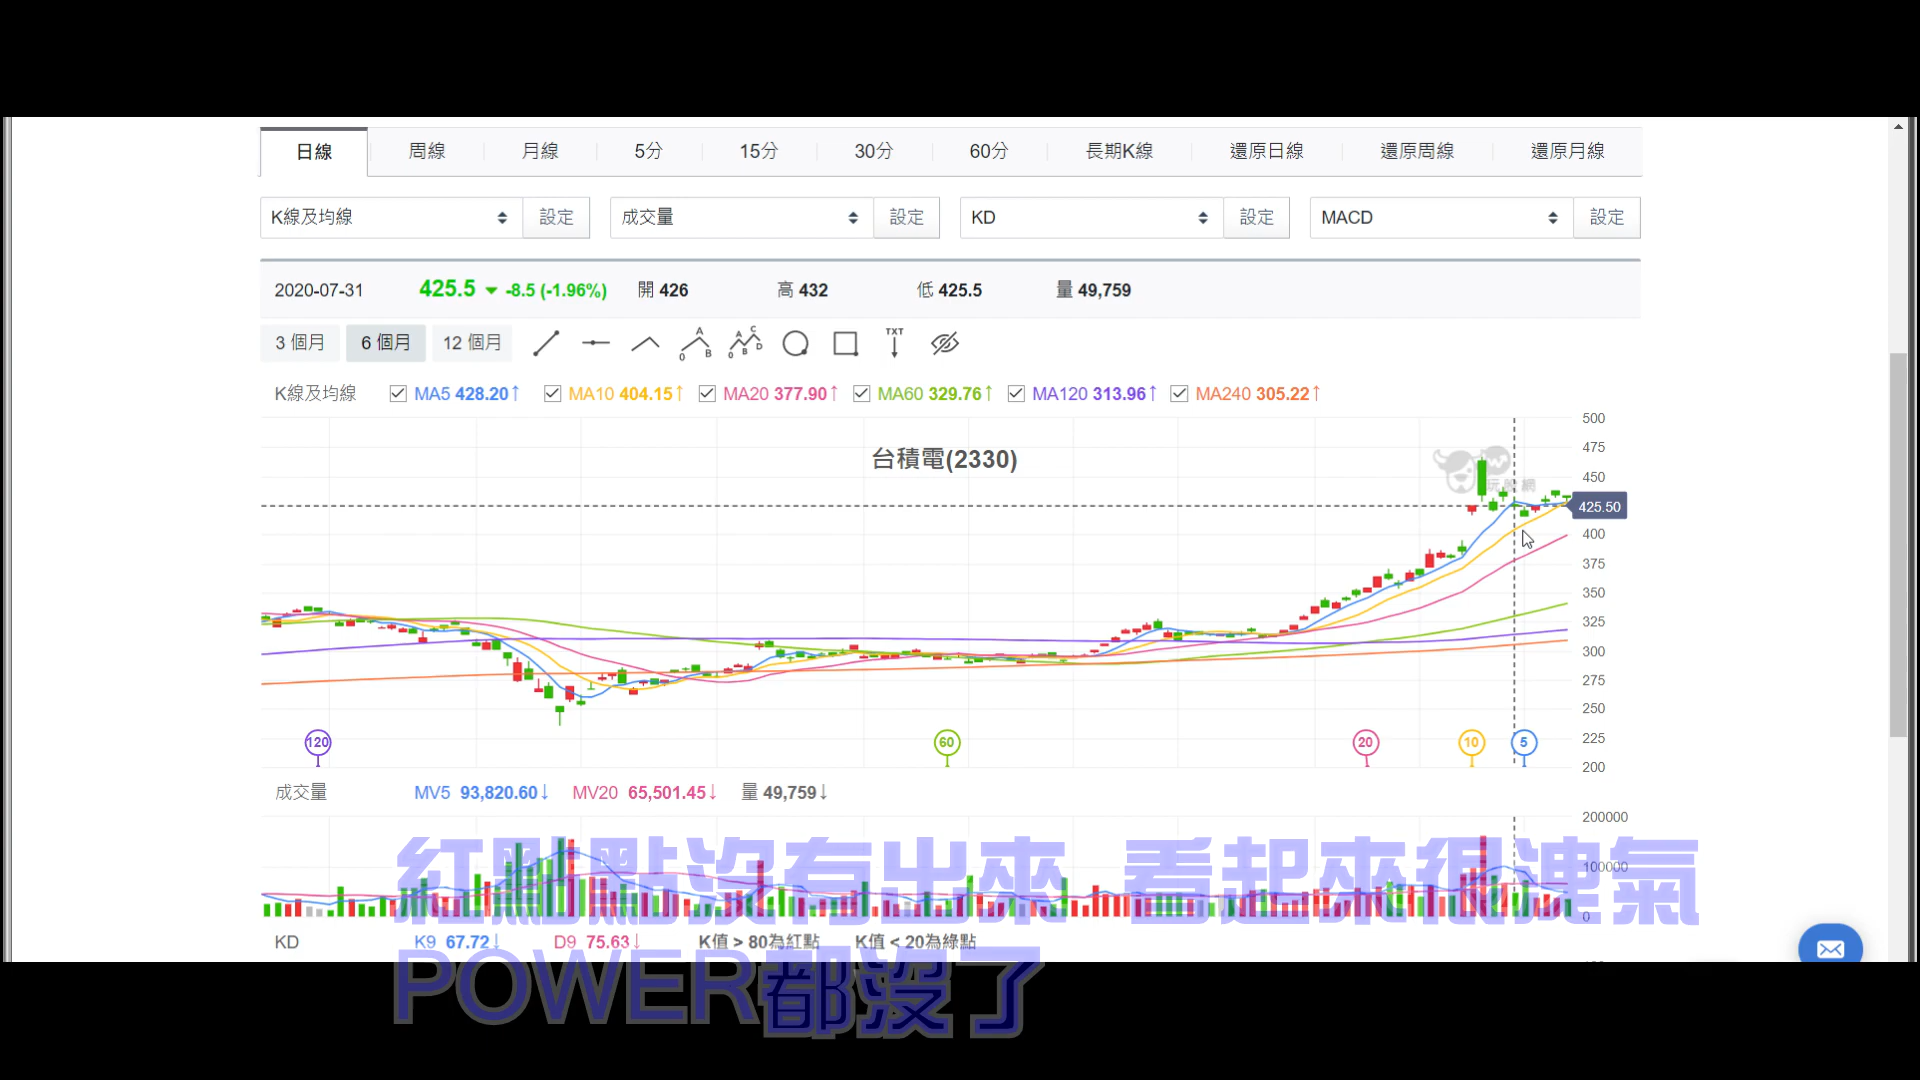 日線 周線 月線 5分 15分 30分 60分 長期K線 還原日線 還原周線 還原月線
K線及均線 設定 成交量 設定 KD 設定 MACD 設定
2020-07-31 425.5 ▼ -8.5 (-1.96%) 開 426 高 432 低 425.5 量 49,759
3 個月 6 個月 12 個月 A 0 B A C 0 B D TXT
K線及均線 MA5 428.20↑ MA10 404.15↑ MA20 377.90↑ MA60 329.76↑ MA120 313.96↑ MA240 305.22↑
500
台積電(2330)
475
450
玩股網
425.50
400
375
350
325
300
275
250
225
120 60 20 10 5
200
成交量 MV5 93,820.60↓ MV20 65,501.45↓ 量 49,759↓
200000
100000
0
紅點點沒有出來 看起來很洩氣
KD K9 67.72↓ D9 75.63↓ K值 > 80為紅點 K值 < 20為綠點
POWER都沒了